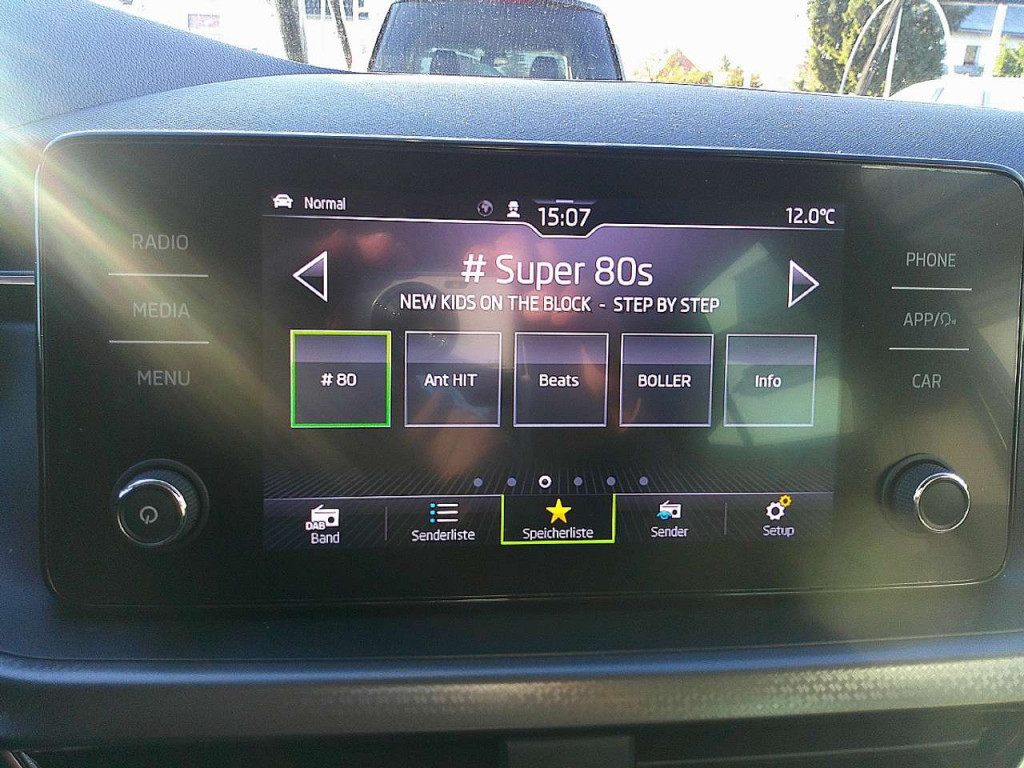 Normal
15:07
12.0°C
RADIO
MEDIA
MENU
# Super 80s
NEW KIDS ON THE BLOCK - STEP BY STEP
# 80
Ant HIT
Beats
BOLLER
Info
DAB
Band
Senderliste
Speicherliste
Sender
Setup
PHONE
APP/
CAR